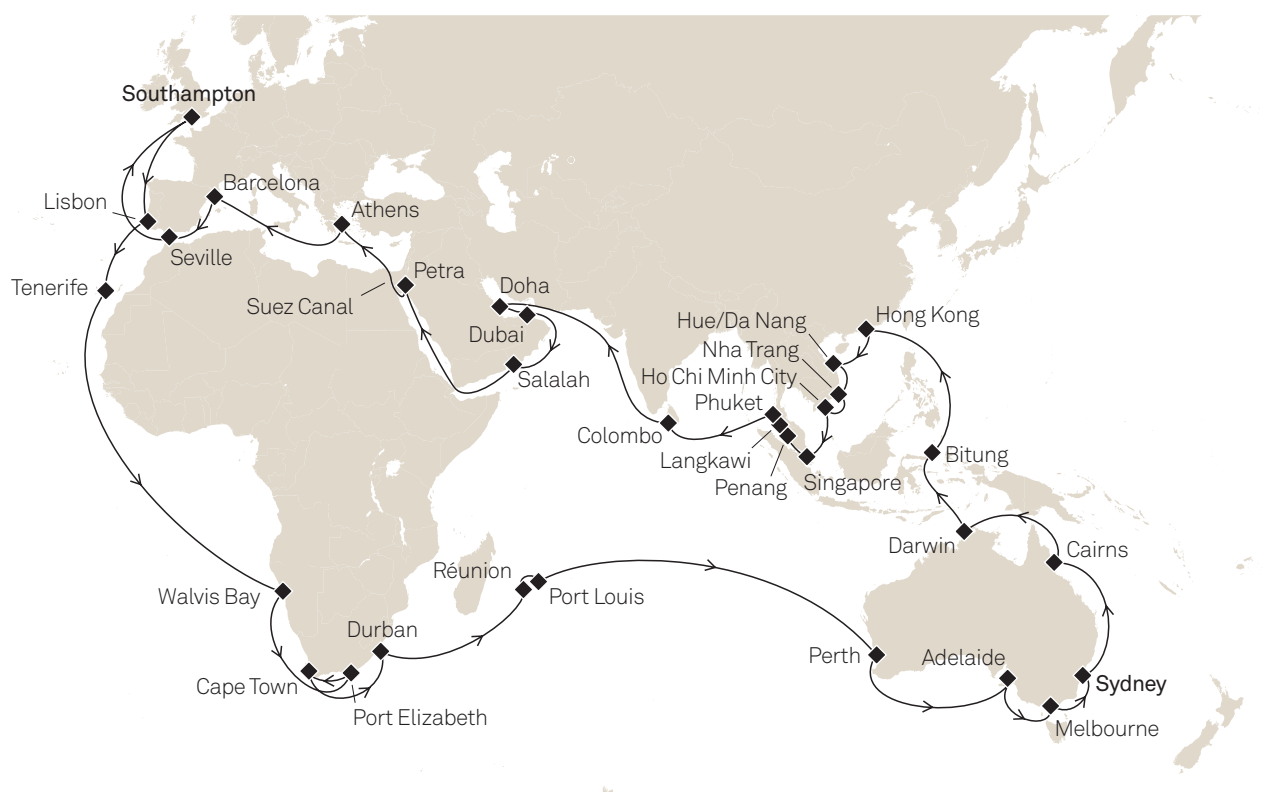 Southampton
Barcelona
Lisbon
Athens
Seville
Petra
Tenerife
Suez Canal
Doha
Dubai
Hong Kong
Hue/Da Nang
Nha Trang
Ho Chi Minh City
Salalah
Phuket
Colombo
Langkawi
Bitung
Penang
Singapore
Darwin
Cairns
Réunion
Walvis Bay
Port Louis
Durban
Perth
Adelaide
Cape Town
Sydney
Port Elizabeth
Melbourne